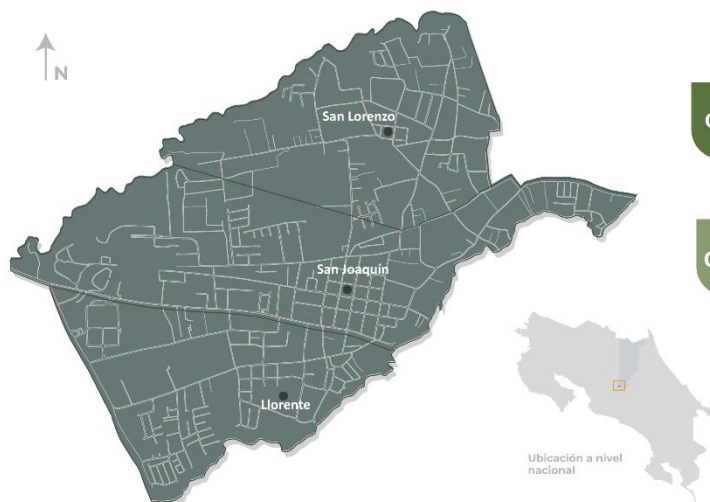 N
San Lorenzo
San Joaquín
Llorente
Ubicación a nivel
nacional